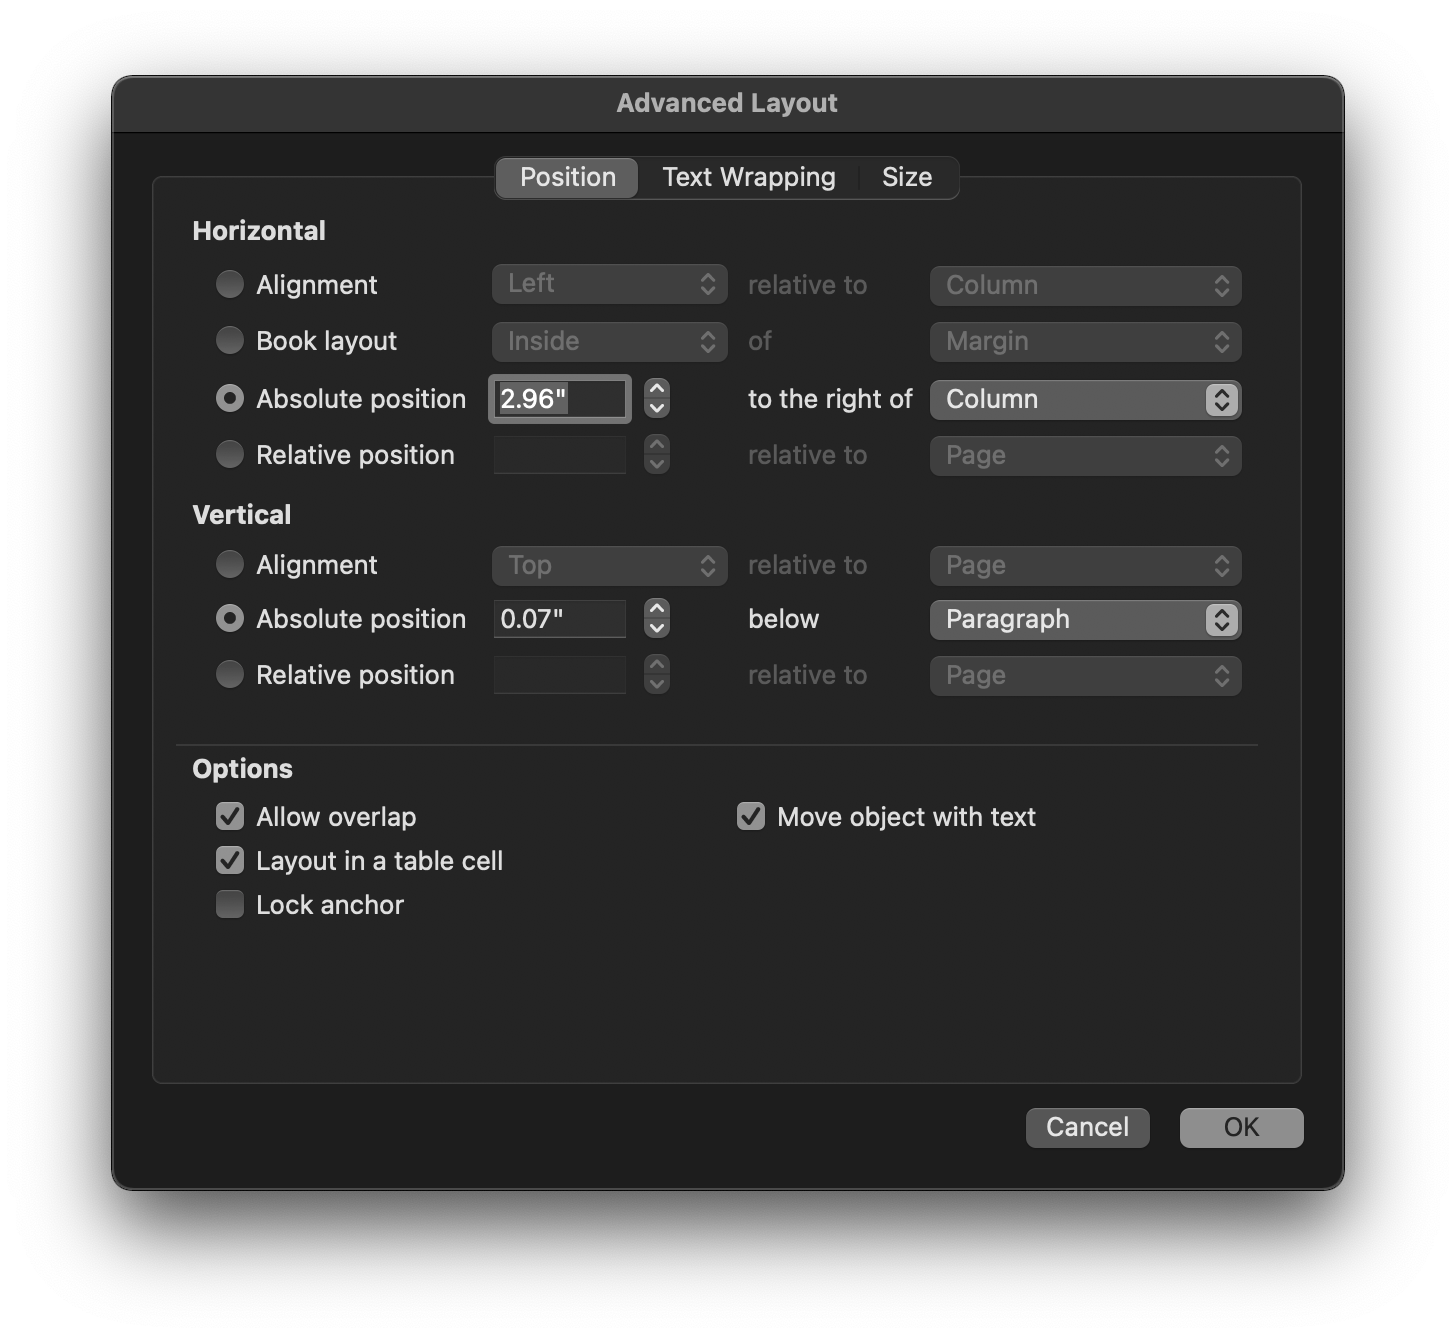 Advanced Layout
Position Text Wrapping Size
Horizontal
Alignment Left relative to Column
Book layout Inside of Margin
Absolute position 2.96" to the right of Column
Relative position relative to Page
Vertical
Alignment Top relative to Page
Absolute position 0.07" below Paragraph
Relative position relative to Page
Options
Allow overlap Move object with text
Layout in a table cell
Lock anchor
Cancel OK